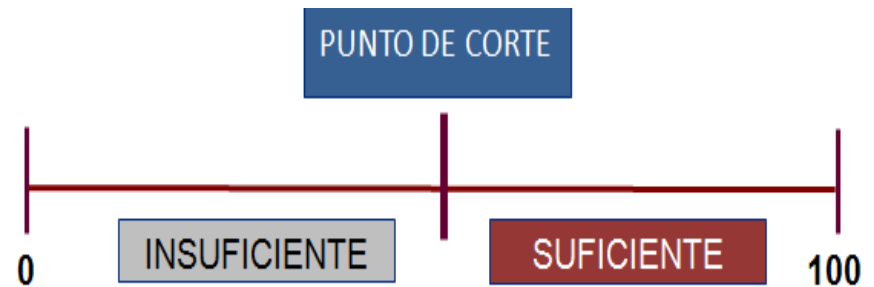 PUNTO DE CORTE
INSUFICIENTE
SUFICIENTE
0
100